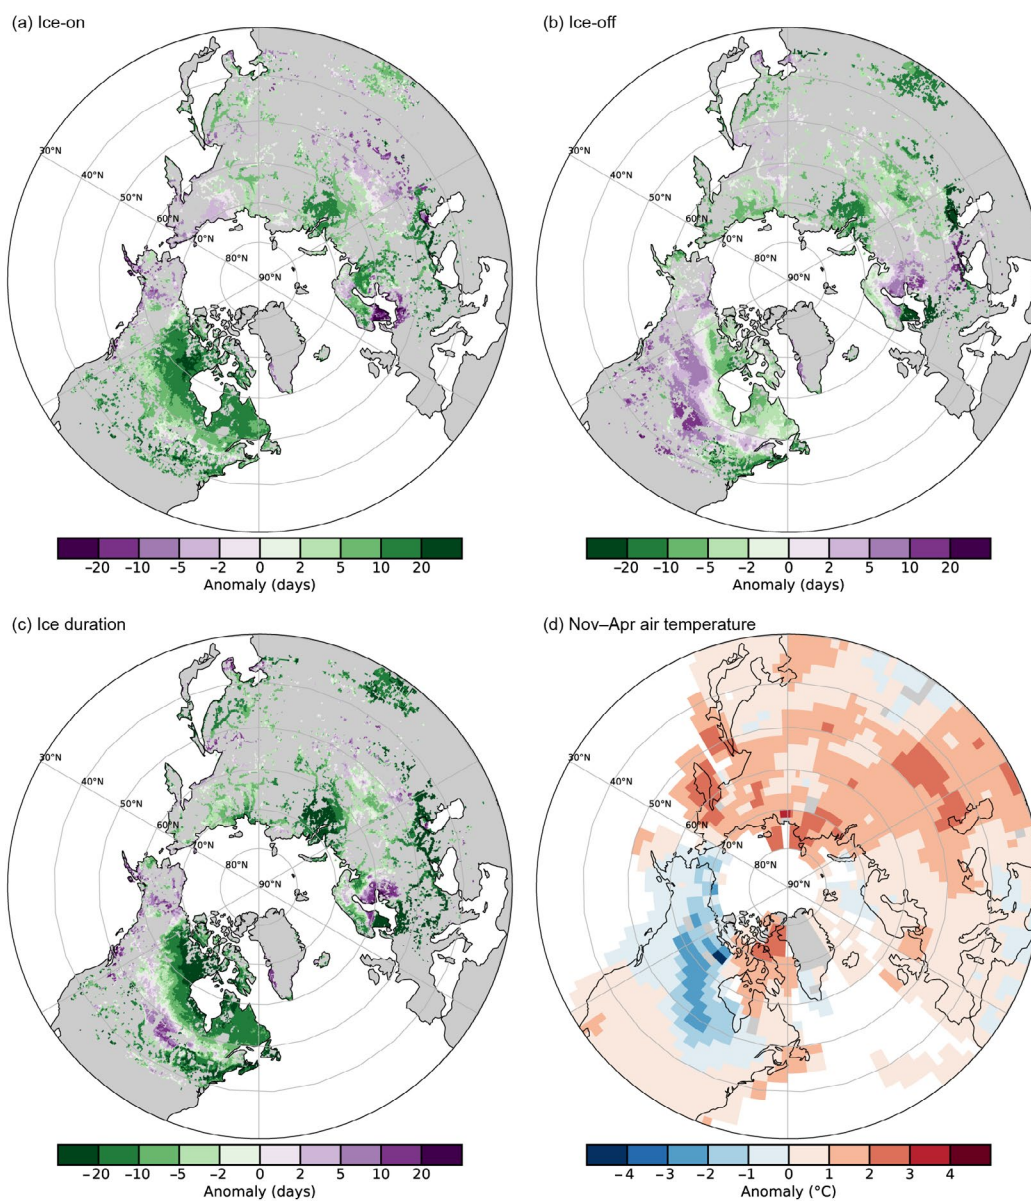 (a) Ice-on
30°N
40°N
50°N
60°N
70°N
80°N
90°N
−20 −10 −5 −2 0 2 5 10 20
Anomaly (days)
(b) Ice-off
30°N
40°N
50°N
60°N
70°N
80°N
90°N
−20 −10 −5 −2 0 2 5 10 20
Anomaly (days)
(c) Ice duration
30°N
40°N
50°N
60°N
70°N
80°N
90°N
−20 −10 −5 −2 0 2 5 10 20
Anomaly (days)
(d) Nov–Apr air temperature
30°N
40°N
50°N
60°N
70°N
80°N
90°N
−4 −3 −2 −1 0 1 2 3 4
Anomaly (°C)